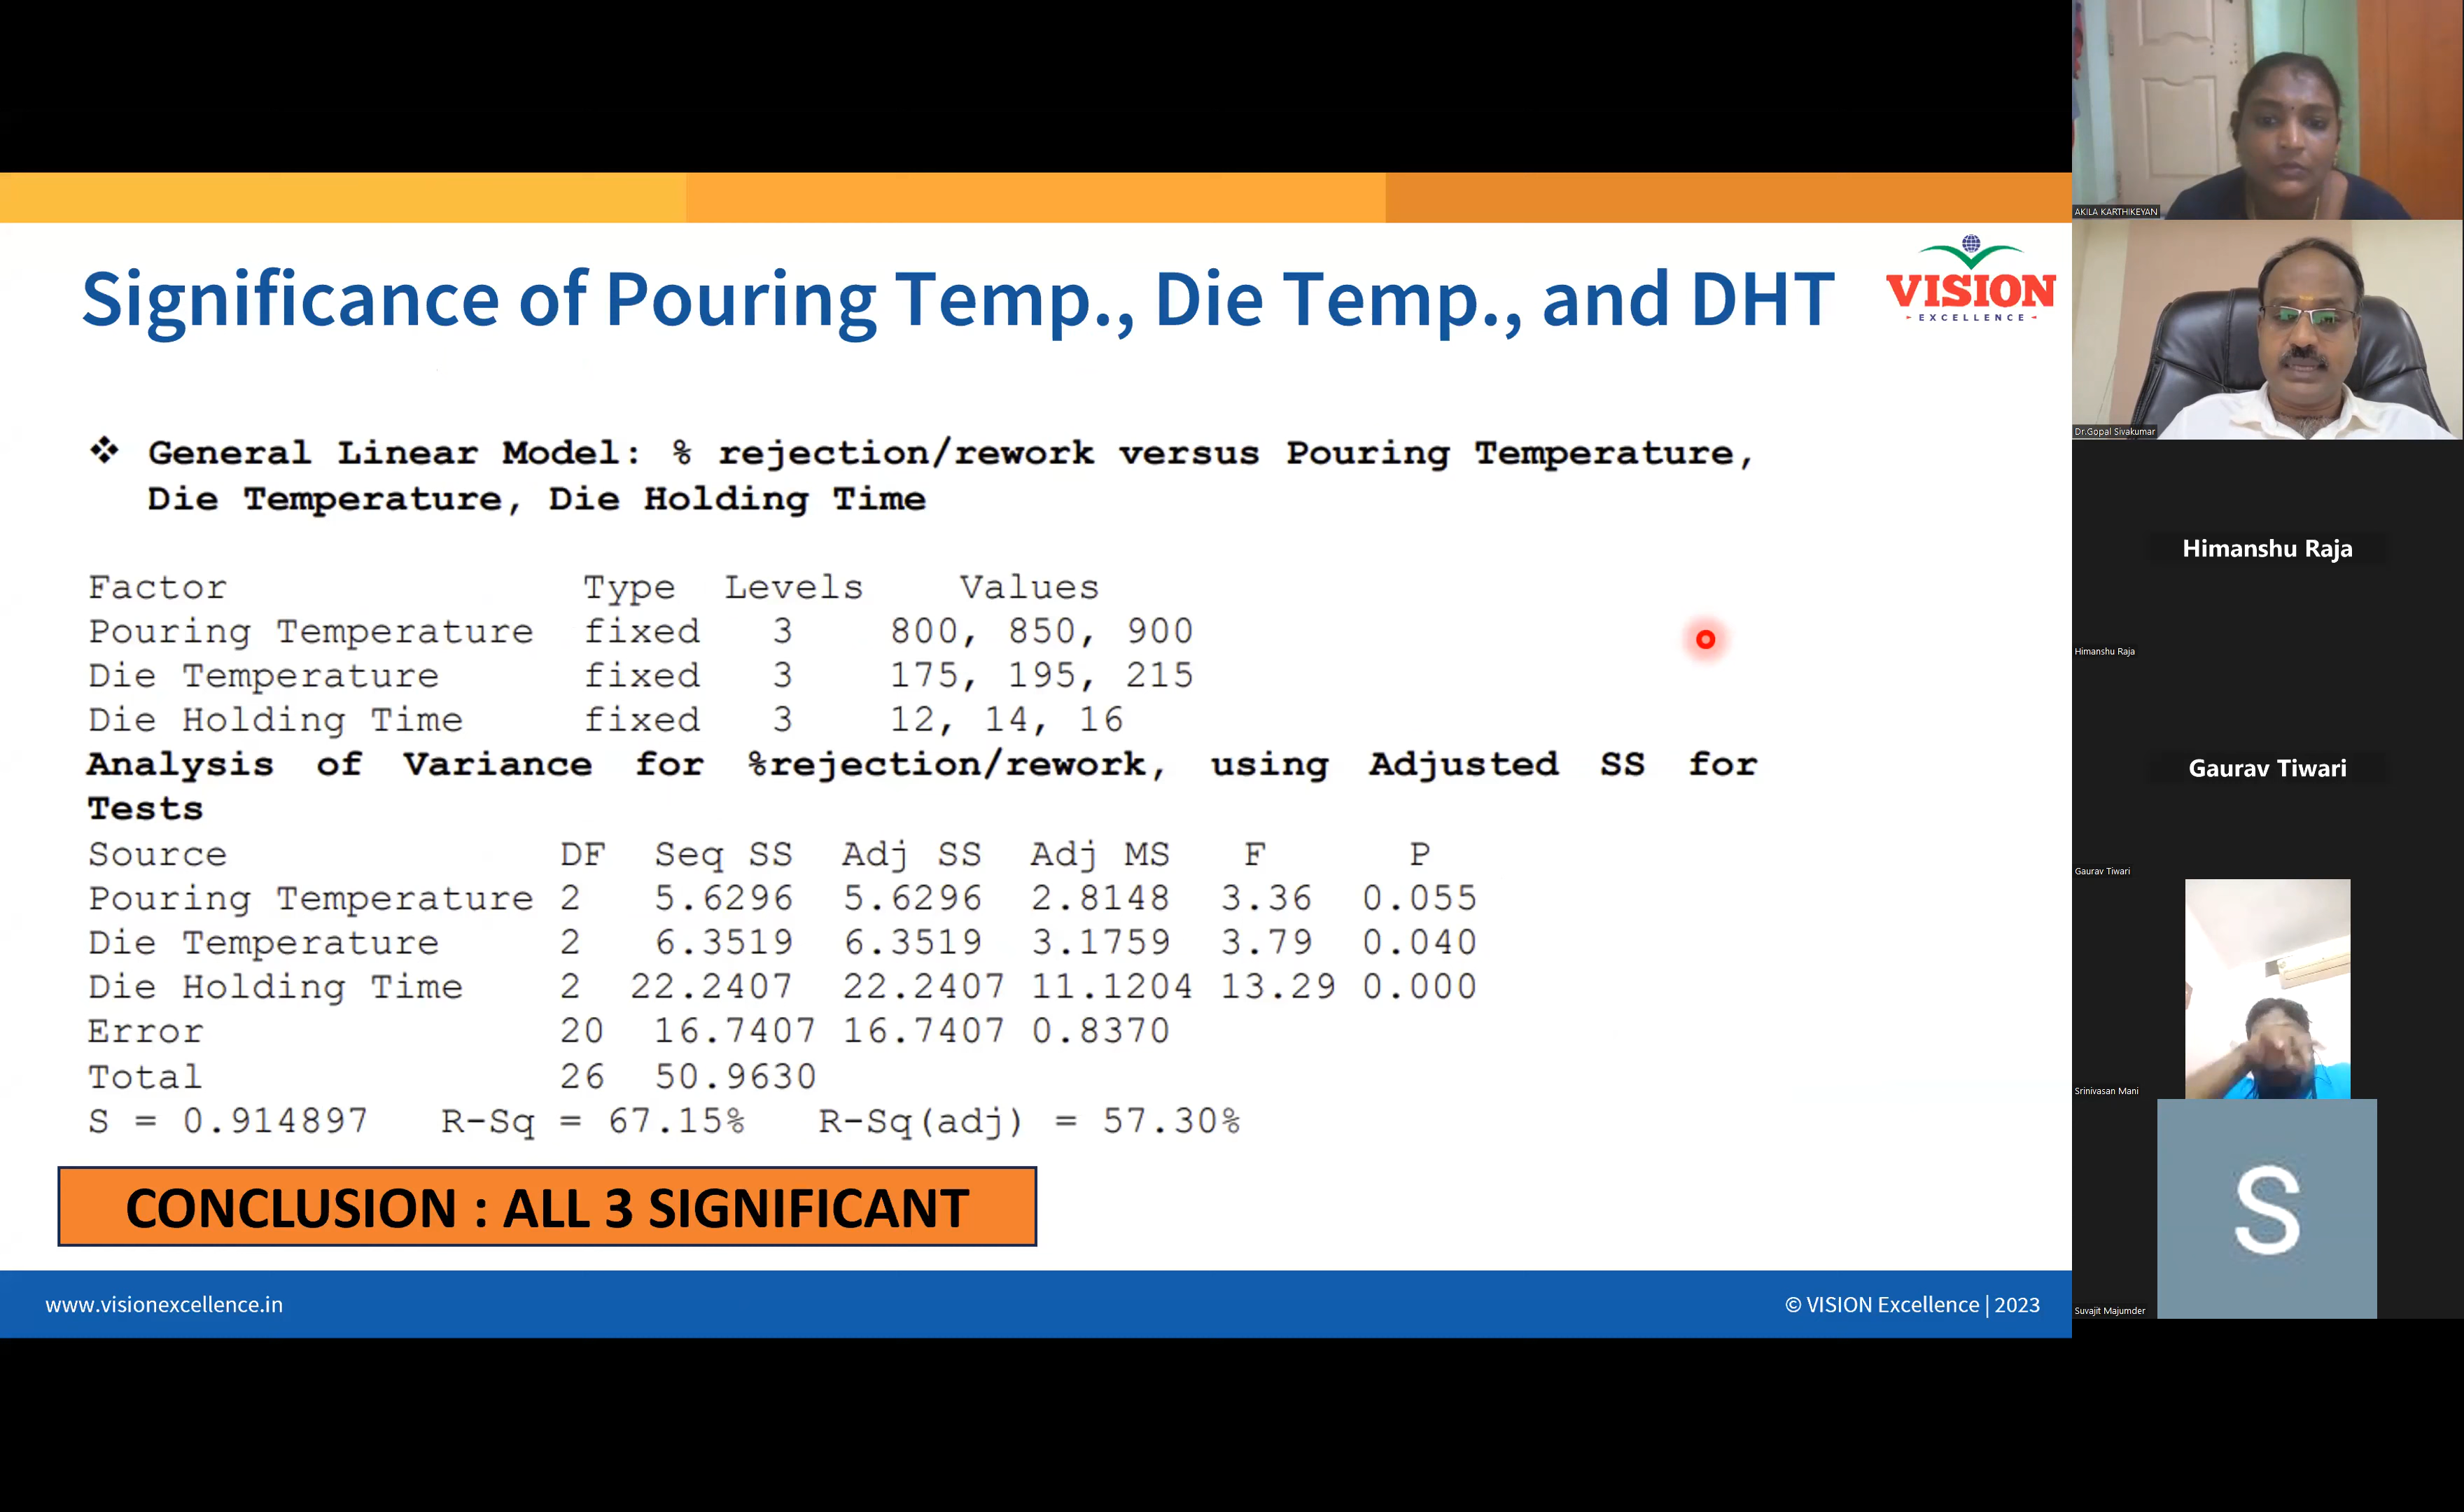 Significance of Pouring Temp., Die Temp., and DHT
VISION
EXCELLENCE
❖ General Linear Model: % rejection/rework versus Pouring Temperature,
Die Temperature, Die Holding Time
Factor Type Levels Values
Pouring Temperature fixed 3 800, 850, 900
Die Temperature fixed 3 175, 195, 215
Die Holding Time fixed 3 12, 14, 16
Analysis of Variance for %rejection/rework, using Adjusted SS for
Tests
Source DF Seq SS Adj SS Adj MS F P
Pouring Temperature 2 5.6296 5.6296 2.8148 3.36 0.055
Die Temperature 2 6.3519 6.3519 3.1759 3.79 0.040
Die Holding Time 2 22.2407 22.2407 11.1204 13.29 0.000
Error 20 16.7407 16.7407 0.8370
Total 26 50.9630
S = 0.914897 R-Sq = 67.15% R-Sq(adj) = 57.30%
CONCLUSION : ALL 3 SIGNIFICANT
www.visionexcellence.in
© VISION Excellence | 2023
AKILA KARTHIKEYAN
Dr.Gopal Sivakumar
Himanshu Raja
Himanshu Raja
Gaurav Tiwari
Gaurav Tiwari
Srinivasan Mani
S
Suvajit Majumder